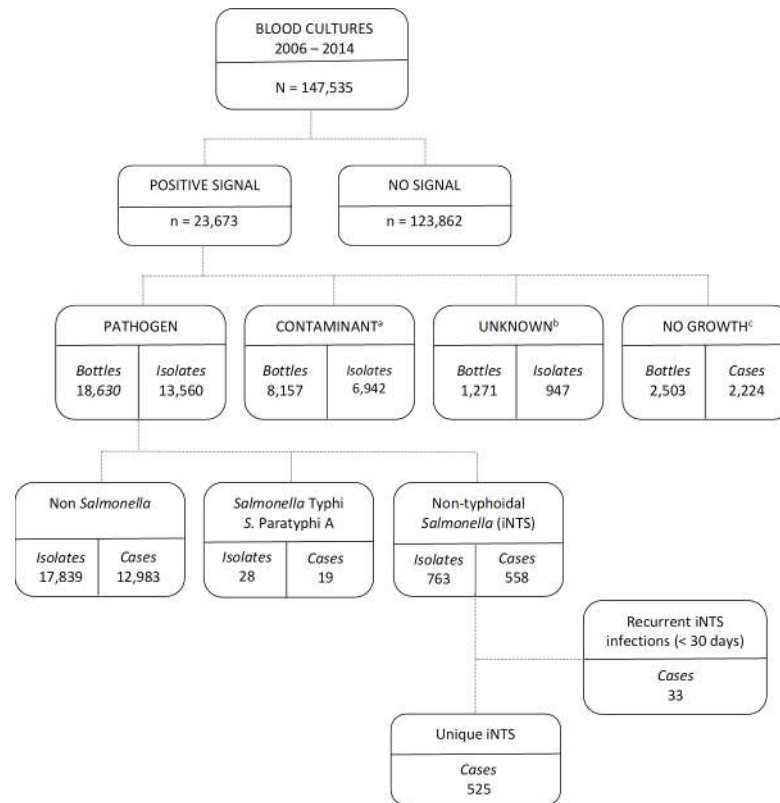 BLOOD CULTURES
2006 – 2014
N = 147,535
POSITIVE SIGNAL
n = 23,673
NO SIGNAL
n = 123,862
PATHOGEN
Bottles Isolates
18,630 13,560
CONTAMINANTᵃ
Bottles Isolates
8,157 6,942
UNKNOWNᵇ
Bottles Isolates
1,271 947
NO GROWTHᶜ
Bottles Cases
2,503 2,224
Non Salmonella
Isolates Cases
17,839 12,983
Salmonella Typhi
S. Paratyphi A
Isolates Cases
28 19
Non-typhoidal
Salmonella (iNTS)
Isolates Cases
763 558
Recurrent iNTS
infections (< 30 days)
Cases
33
Unique iNTS
Cases
525